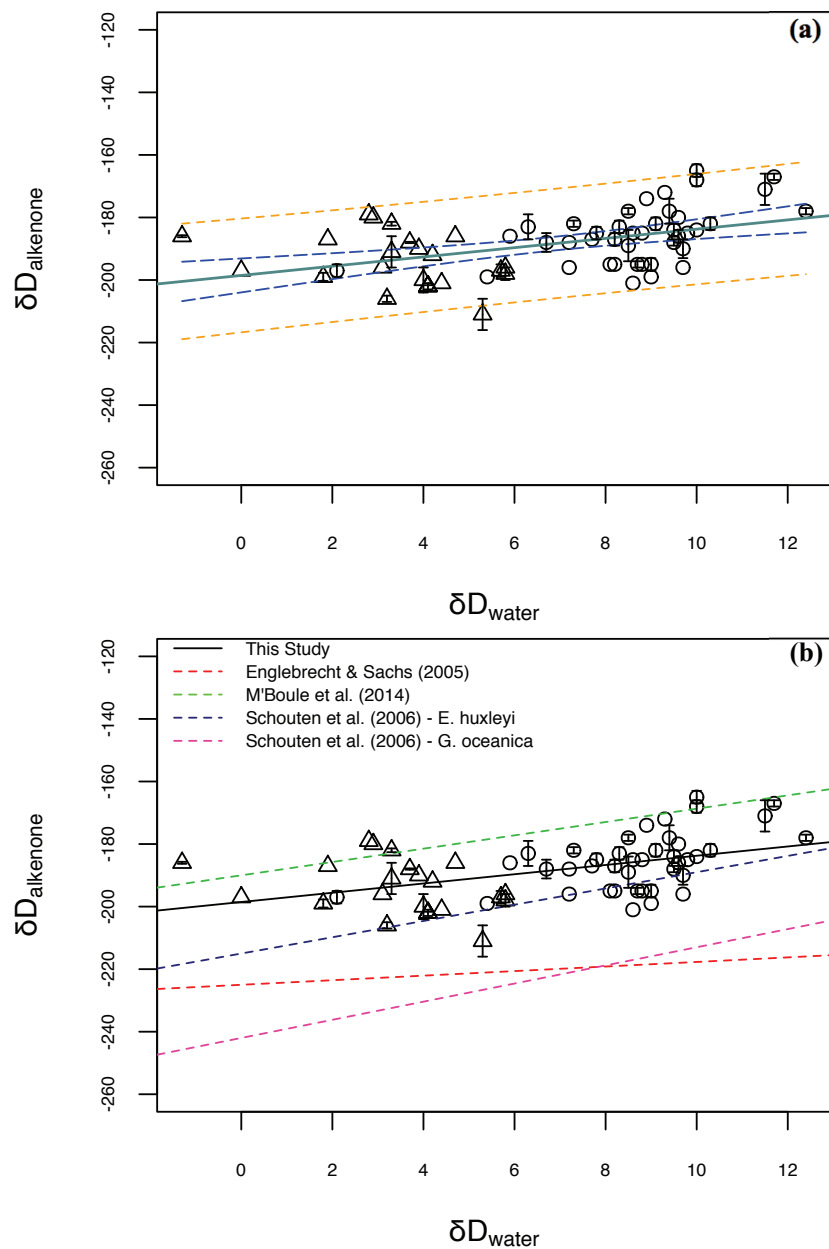 (a)
-120
-140
-160
-180
-200
-220
-240
-260
δDalkenone
0 2 4 6 8 10 12
δDwater
(b)
This Study
Englebrecht & Sachs (2005)
M'Boule et al. (2014)
Schouten et al. (2006) - E. huxleyi
Schouten et al. (2006) - G. oceanica
-120
-140
-160
-180
-200
-220
-240
-260
δDalkenone
0 2 4 6 8 10 12
δDwater